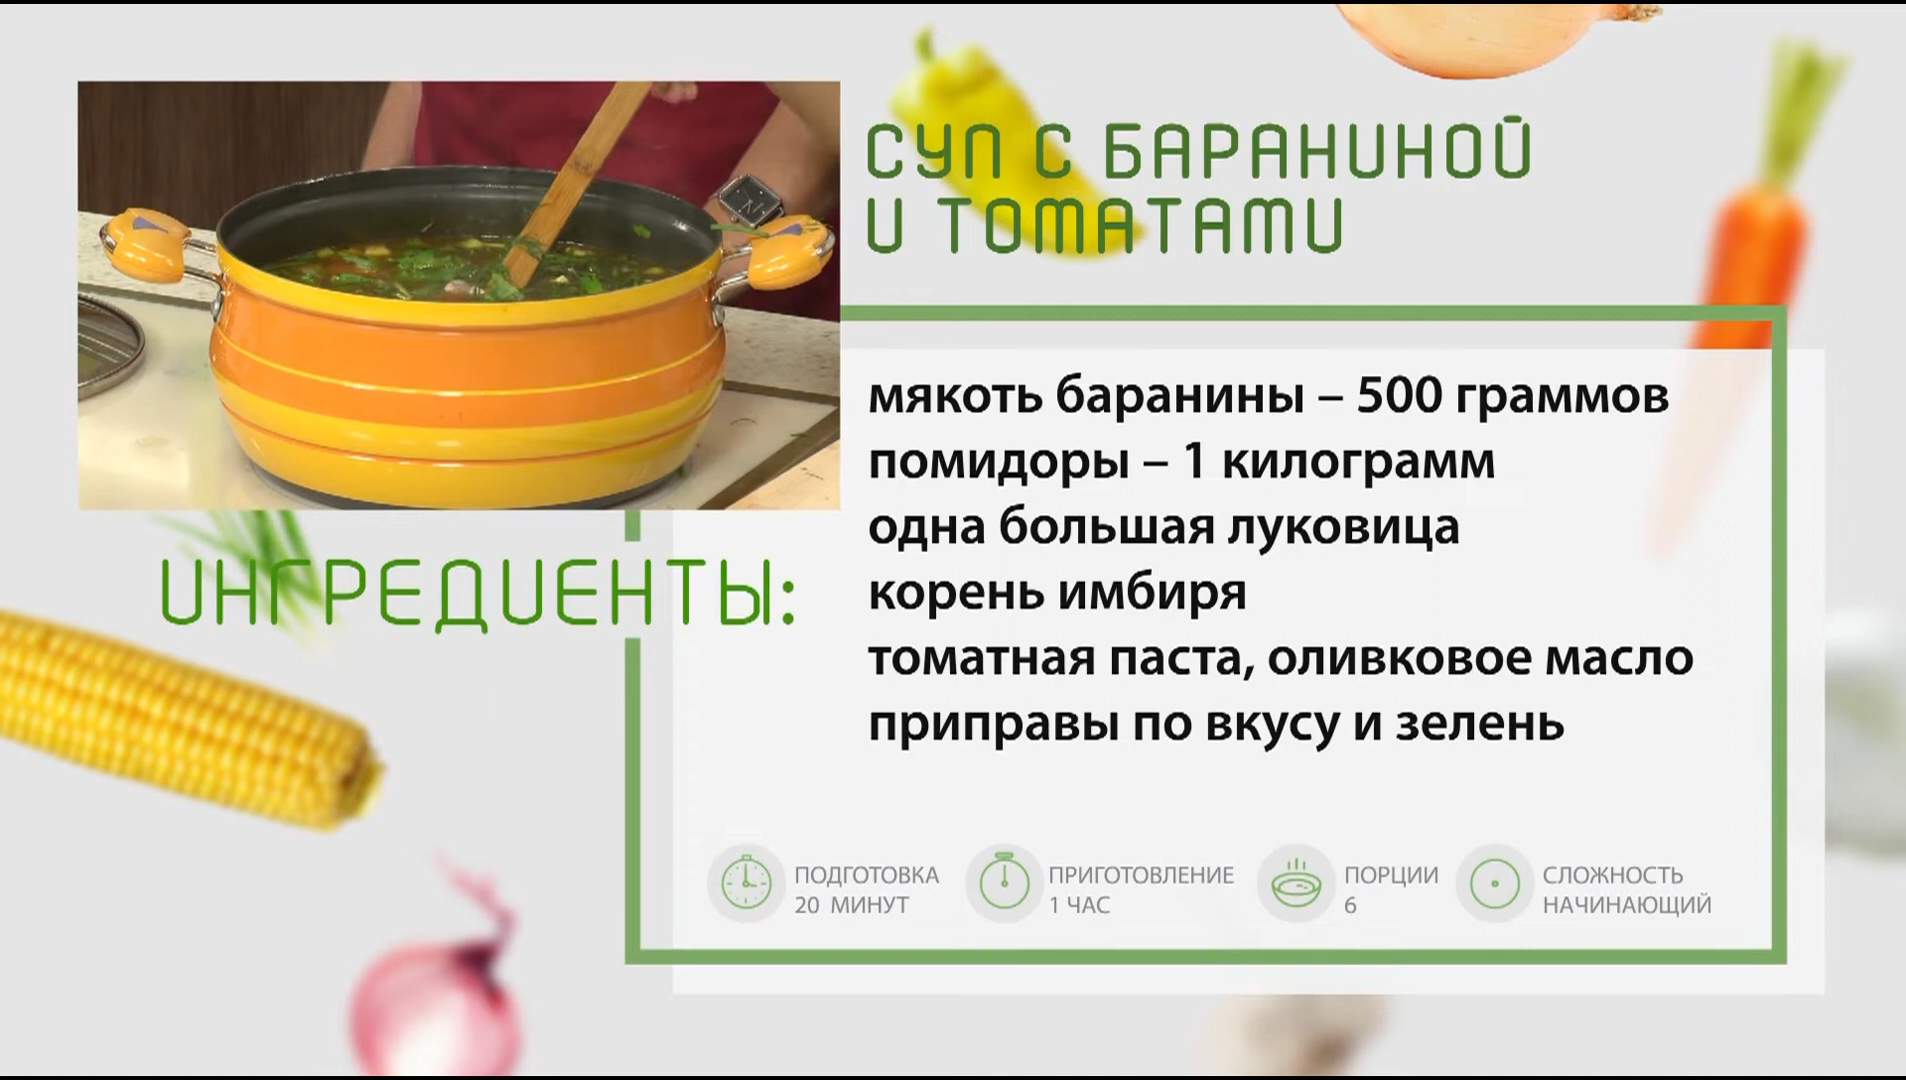 СУП С БАРАНИНОЙ
И ТОМАТАМИ
ИНГРЕДИЕНТЫ:
мякоть баранины – 500 граммов
помидоры – 1 килограмм
одна большая луковица
корень имбиря
томатная паста, оливковое масло
приправы по вкусу и зелень
ПОДГОТОВКА
20 МИНУТ
ПРИГОТОВЛЕНИЕ
1 ЧАС
ПОРЦИИ
6
СЛОЖНОСТЬ
НАЧИНАЮЩИЙ